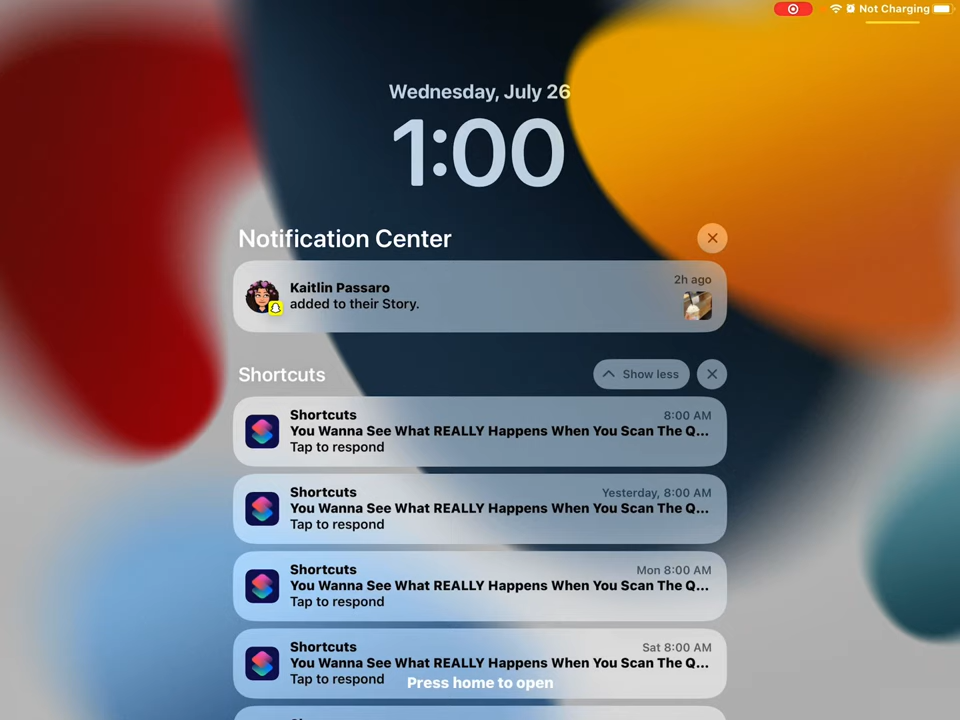 Not Charging
Wednesday, July 26
1:00
Notification Center
Kaitlin Passaro
2h ago
added to their Story.
Shortcuts
Show less
Shortcuts
8:00 AM
You Wanna See What REALLY Happens When You Scan The Q...
Tap to respond
Shortcuts
Yesterday, 8:00 AM
You Wanna See What REALLY Happens When You Scan The Q...
Tap to respond
Shortcuts
Mon 8:00 AM
You Wanna See What REALLY Happens When You Scan The Q...
Tap to respond
Shortcuts
Sat 8:00 AM
You Wanna See What REALLY Happens When You Scan The Q...
Tap to respond
Press home to open